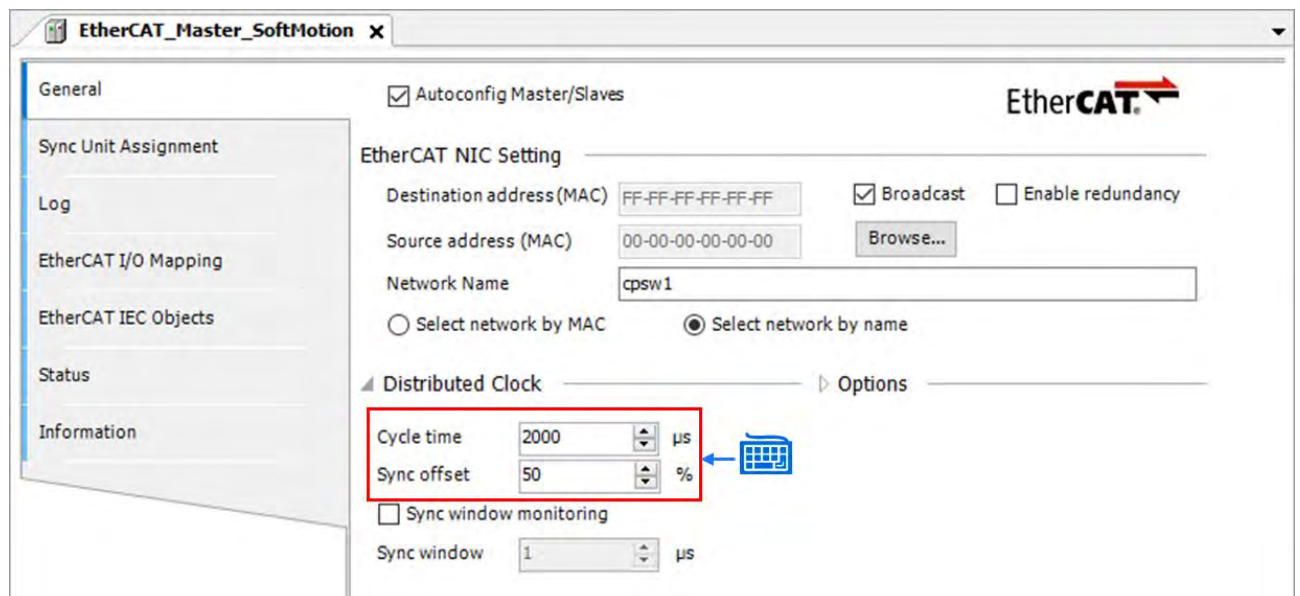 EtherCAT_Master_SoftMotion
General
Sync Unit Assignment
Log
EtherCAT I/O Mapping
EtherCAT IEC Objects
Status
Information
Autoconfig Master/Slaves
EtherCAT.
EtherCAT NIC Setting
Destination address (MAC) FF-FF-FF-FF-FF-FF Broadcast Enable redundancy
Source address (MAC) 00-00-00-00-00-00 Browse...
Network Name cpsw1
Select network by MAC Select network by name
Distributed Clock Options
Cycle time 2000 µs
Sync offset 50 %
Sync window monitoring
Sync window 1 µs